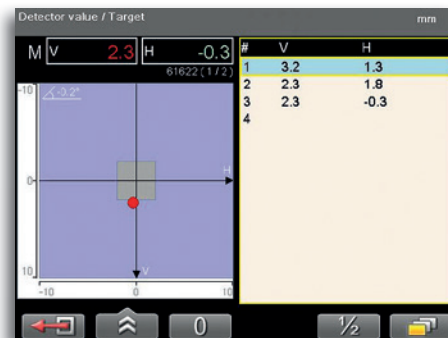 Detector value / Target mm
M V 2.3 H -0.3
61622 (1 / 2)
# V H
1 3.2 1.3
2 2.3 1.8
3 2.3 -0.3
4
-10
-0.2°
0
H
10
V
-10 0 10
0 ½